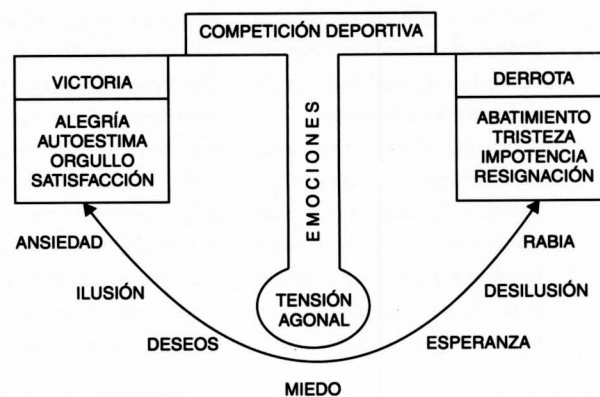 COMPETICIÓN DEPORTIVA
VICTORIA
ALEGRÍA
AUTOESTIMA
ORGULLO
SATISFACCIÓN
EMOCIONES
DERROTA
ABATIMIENTO
TRISTEZA
IMPOTENCIA
RESIGNACIÓN
TENSIÓN
AGONAL
ANSIEDAD
ILUSIÓN
DESEOS
MIEDO
ESPERANZA
DESILUSIÓN
RABIA